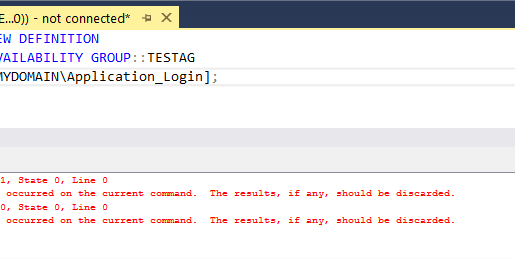 E...0)) - not connected*
EW DEFINITION
VAILABILITY GROUP::TESTAG
MYDOMAIN\Application_Login];
1, State 0, Line 0
occurred on the current command.  The results, if any, should be discarded.
0, State 0, Line 0
occurred on the current command.  The results, if any, should be discarded.